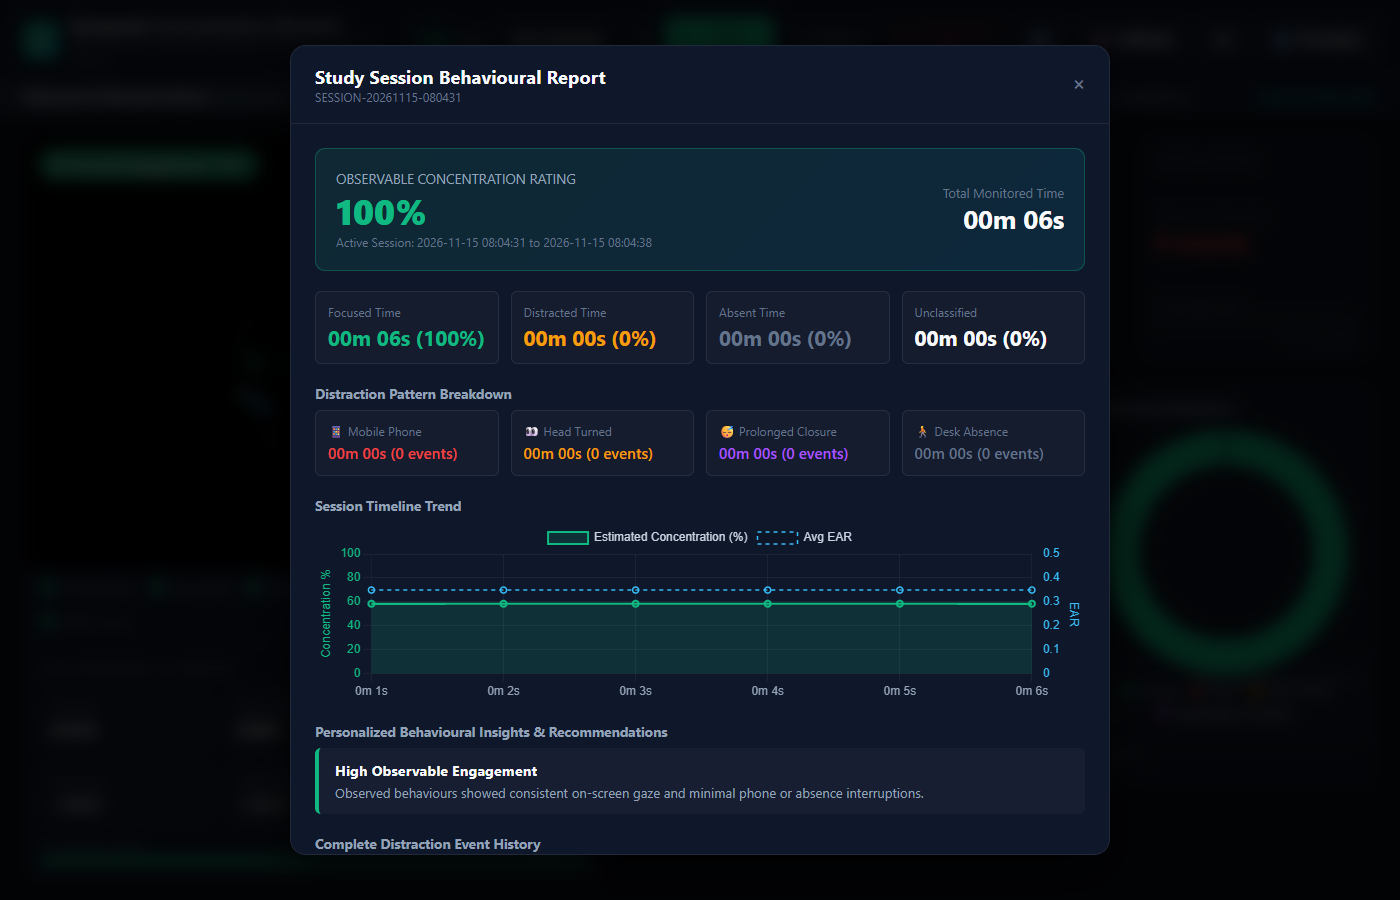 Study Session Behavioural Report
SESSION-20261115-080431
×
OBSERVABLE CONCENTRATION RATING
100%
Active Session: 2026-11-15 08:04:31 to 2026-11-15 08:04:38
Total Monitored Time
00m 06s
Focused Time
00m 06s (100%)
Distracted Time
00m 00s (0%)
Absent Time
00m 00s (0%)
Unclassified
00m 00s (0%)
Distraction Pattern Breakdown
Mobile Phone
00m 00s (0 events)
Head Turned
00m 00s (0 events)
Prolonged Closure
00m 00s (0 events)
Desk Absence
00m 00s (0 events)
Session Timeline Trend
Estimated Concentration (%)
Avg EAR
Concentration %
100
80
60
40
20
0
0.5
0.4
0.3
0.2
0.1
0
EAR
0m 1s
0m 2s
0m 3s
0m 4s
0m 5s
0m 6s
Personalized Behavioural Insights & Recommendations
High Observable Engagement
Observed behaviours showed consistent on-screen gaze and minimal phone or absence interruptions.
Complete Distraction Event History